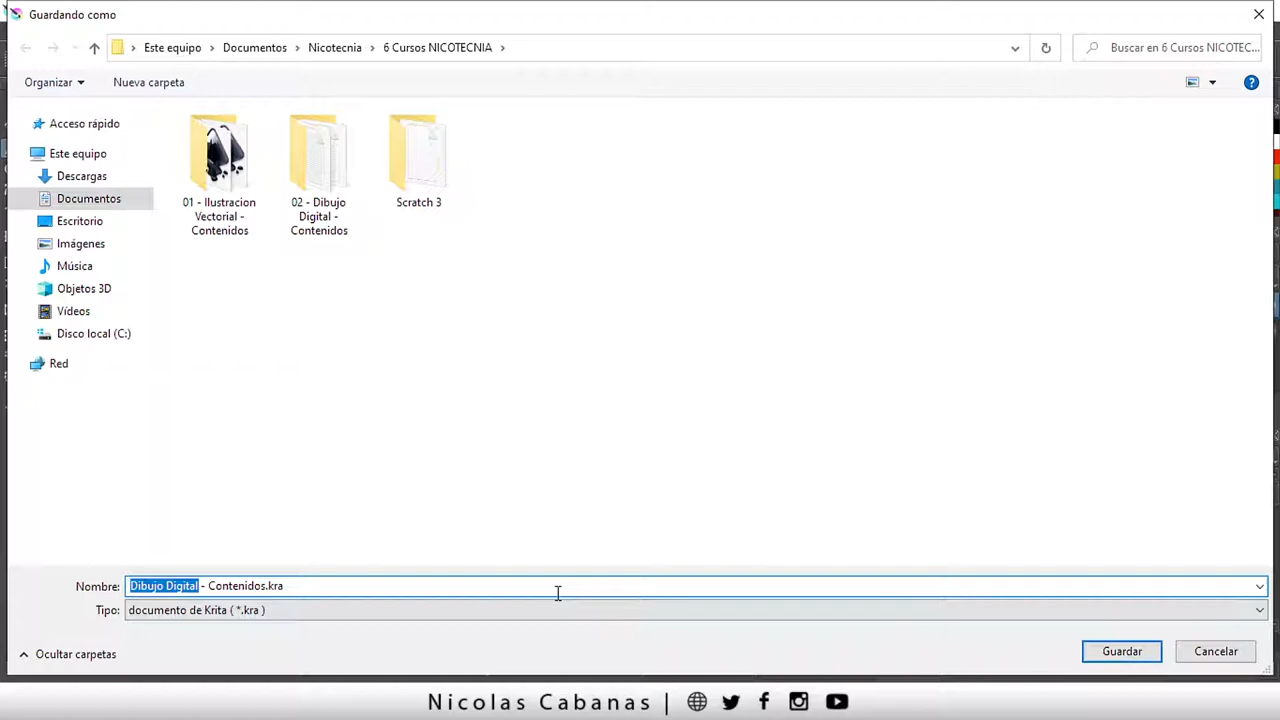 Guardando como
Este equipo
Documentos
Nicotecnia
6 Cursos NICOTECNIA
Buscar en 6 Cursos NICOTEC...
Organizar
Nueva carpeta
Acceso rápido
Este equipo
Descargas
Documentos
Escritorio
Imágenes
Música
Objetos 3D
Vídeos
Disco local (C:)
Red
01 - Ilustracion
Vectorial -
Contenidos
02 - Dibujo
Digital -
Contenidos
Scratch 3
Nombre: Dibujo Digital - Contenidos.kra
Tipo: documento de Krita ( *.kra )
Ocultar carpetas
Guardar
Cancelar
Nicolas Cabanas |